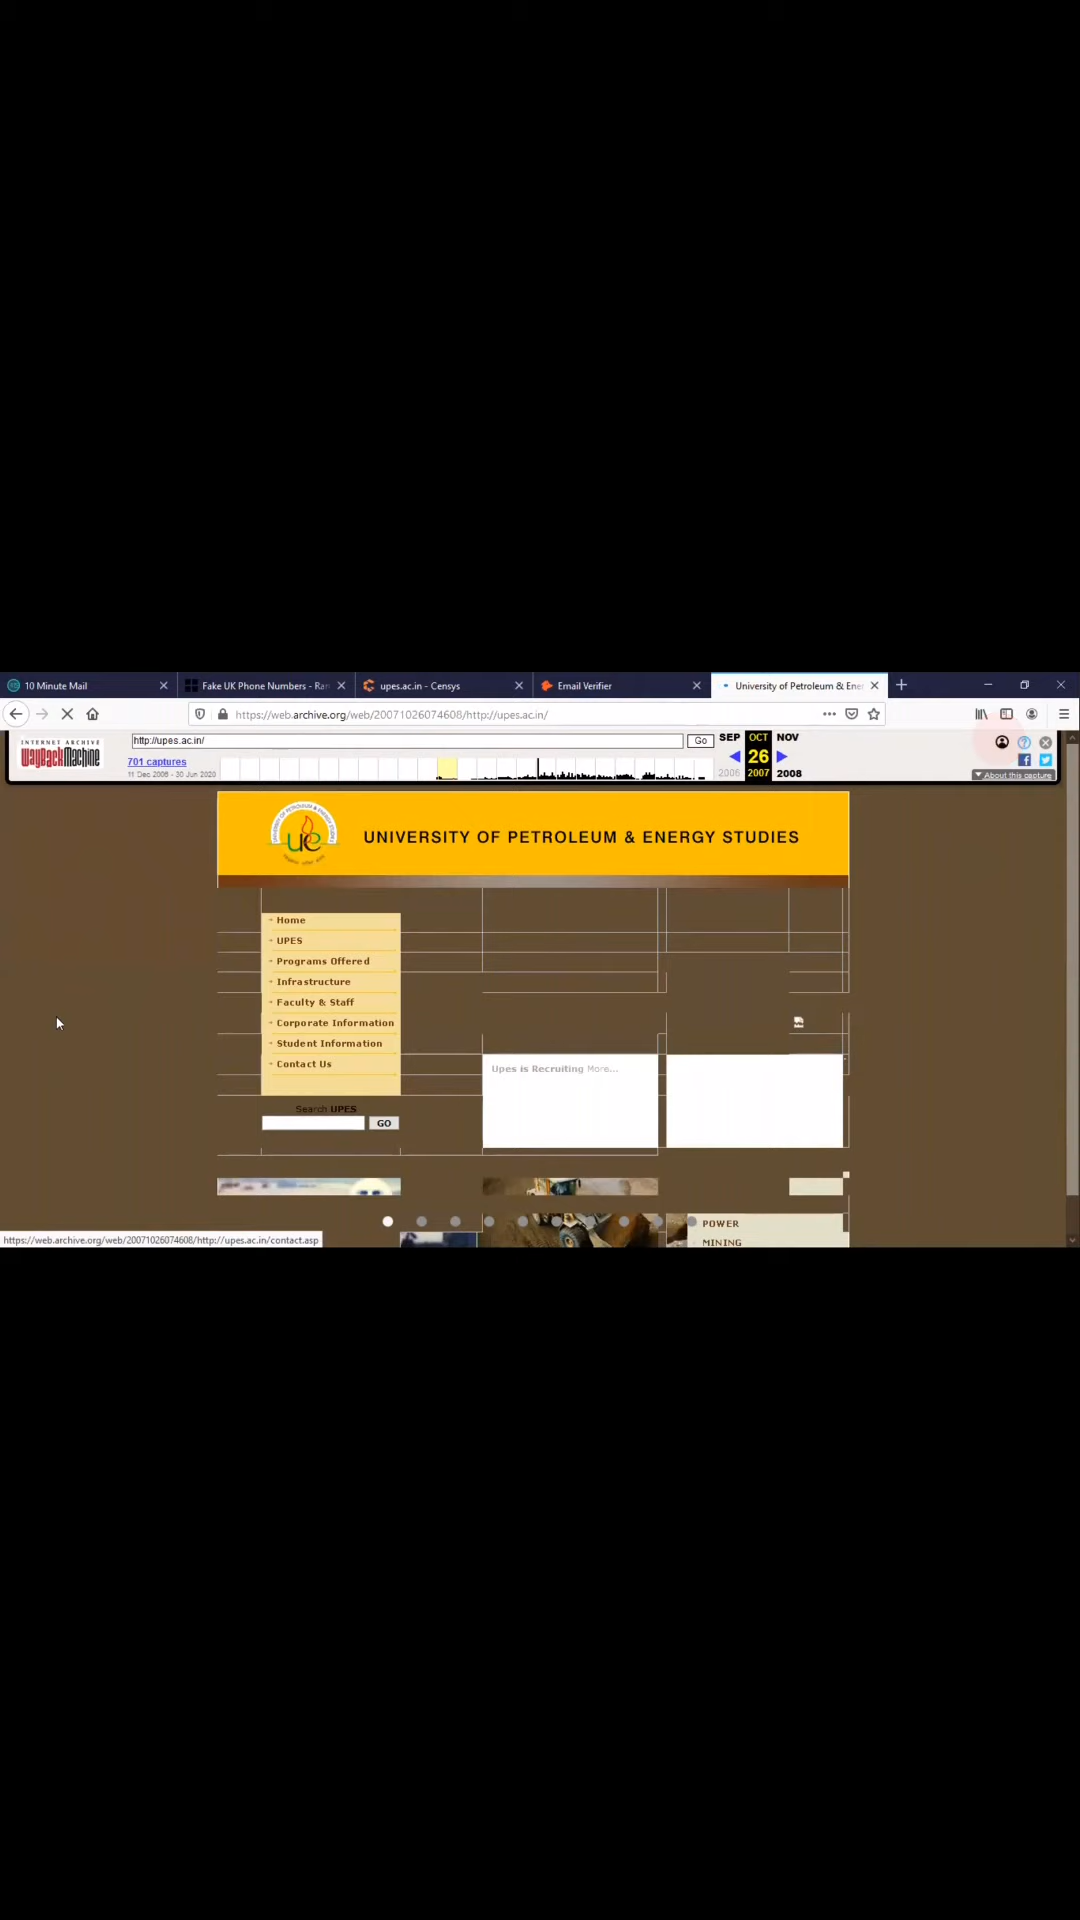 10 Minute Mail
Fake UK Phone Numbers - Ran
upes.ac.in - Censys
Email Verifier
University of Petroleum & Ener
https://web.archive.org/web/20071026074608/http://upes.ac.in/
INTERNET ARCHIVE
WayBackMachine
http://upes.ac.in/
Go
SEP
OCT
NOV
701 captures
26
11 Dec 2006 - 30 Jun 2020
2006
2007
2008
About this capture
UNIVERSITY OF PETROLEUM & ENERGY STUDIES
Home
UPES
Programs Offered
Infrastructure
Faculty & Staff
Corporate Information
Student Information
Contact Us
Upes is Recruiting More...
Search UPES
GO
POWER
MINING
https://web.archive.org/web/20071026074608/http://upes.ac.in/contact.asp